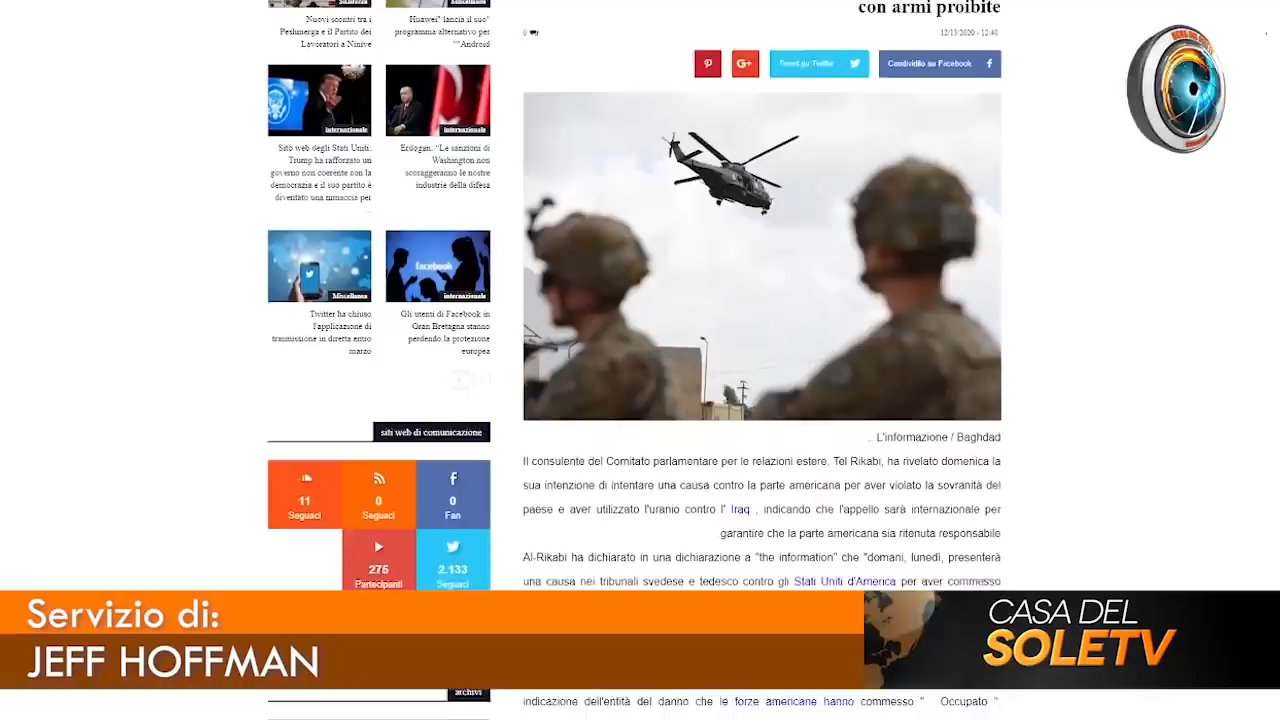 con armi proibite
0
12/13/2020 - 12:40
Tweet su Twitter
Condividilo su Facebook
G+
Miscellanea
Nuovi scontri tra i
Peshmerga e il Partito dei
Lavoratori a Ninive
Huawei" lancia il suo"
programma alternativo per
""Android
internazionale
internazionale
Sito web degli Stati Uniti:
Trump ha rafforzato un
governo non coerente con la
democrazia e il suo partito è
diventato una minaccia per
Erdogan: "Le sanzioni di
Washington non
scoraggeranno le nostre
industrie della difesa
facebook
Miscellanea
internazionale
Twitter ha chiuso
l'applicazione di
trasmissione in diretta entro
marzo
Gli utenti di Facebook in
Gran Bretagna stanno
perdendo la protezione
europea
siti web di comunicazione
11
Seguaci
0
Seguaci
0
Fan
275
Partecipanti
2.133
Seguaci
archivi
.. L'informazione / Baghdad
Il consulente del Comitato parlamentare per le relazioni estere, Tel Rikabi, ha rivelato domenica la
sua intenzione di intentare una causa contro la parte americana per aver violato la sovranità del
paese e aver utilizzato l'uranio contro l' Iraq , indicando che l'appello sarà internazionale per
garantire che la parte americana sia ritenuta responsabile
Al-Rikabi ha dichiarato in una dichiarazione a "the information" che "domani, lunedì, presenterà
una causa nei tribunali svedese e tedesco contro gli Stati Uniti d'America per aver commesso
indicazione dell'entità del danno che le forze americane hanno commesso " Occupato "
Servizio di:
JEFF HOFFMAN
CASA DEL
SOLETV